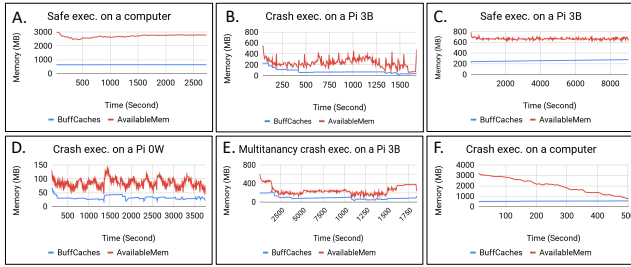 A. Safe exec. on a computer
Memory (MB)
3000
2000
1000
0
500 1000 1500 2000 2500
Time (Second)
BuffCaches AvailableMem
B. Crash exec. on a Pi 3B
Memory (MB)
800
600
400
200
0
250 500 750 1000 1250 1500
Time (Second)
BuffCaches AvailableMem
C. Safe exec. on a Pi 3B
Memory (MB)
800
600
400
200
0
2000 4000 6000 8000
Time (Second)
BuffCaches AvailableMem
D. Crash exec. on a Pi 0W
Memory (MB)
150
100
50
0
500 1000 1500 2000 2500 3000 3500
Time (Second)
BuffCaches AvailableMem
E. Multitanancy crash exec. on a Pi 3B
Memory (MB)
800
400
0
2500 5000 7500 1000 1250 1500 1750
Time (Second)
BuffCaches AvailableMem
F. Crash exec. on a computer
Memory (MB)
4000
3000
2000
1000
0
100 200 300 400 500
Time (Second)
BuffCaches AvailableMem